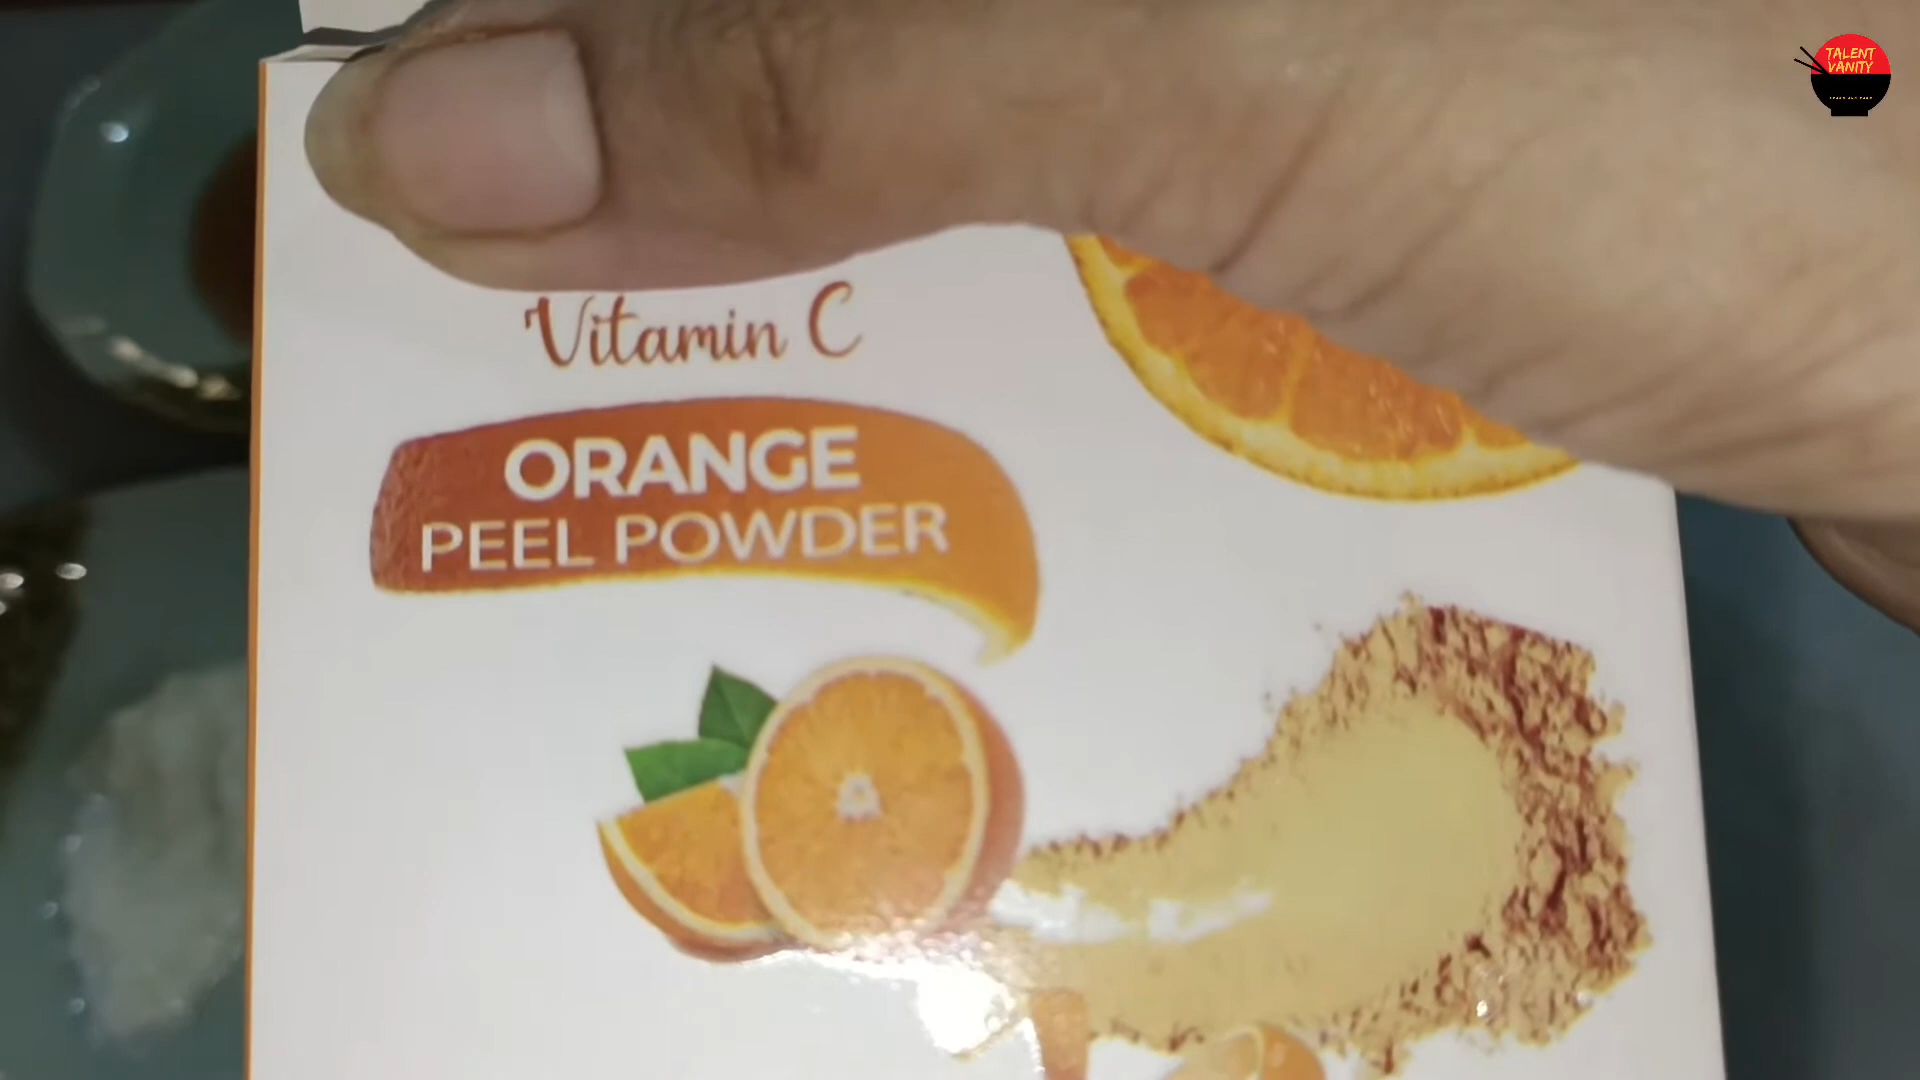 TALENT
VANITY
Vitamin C
ORANGE
PEEL POWDER